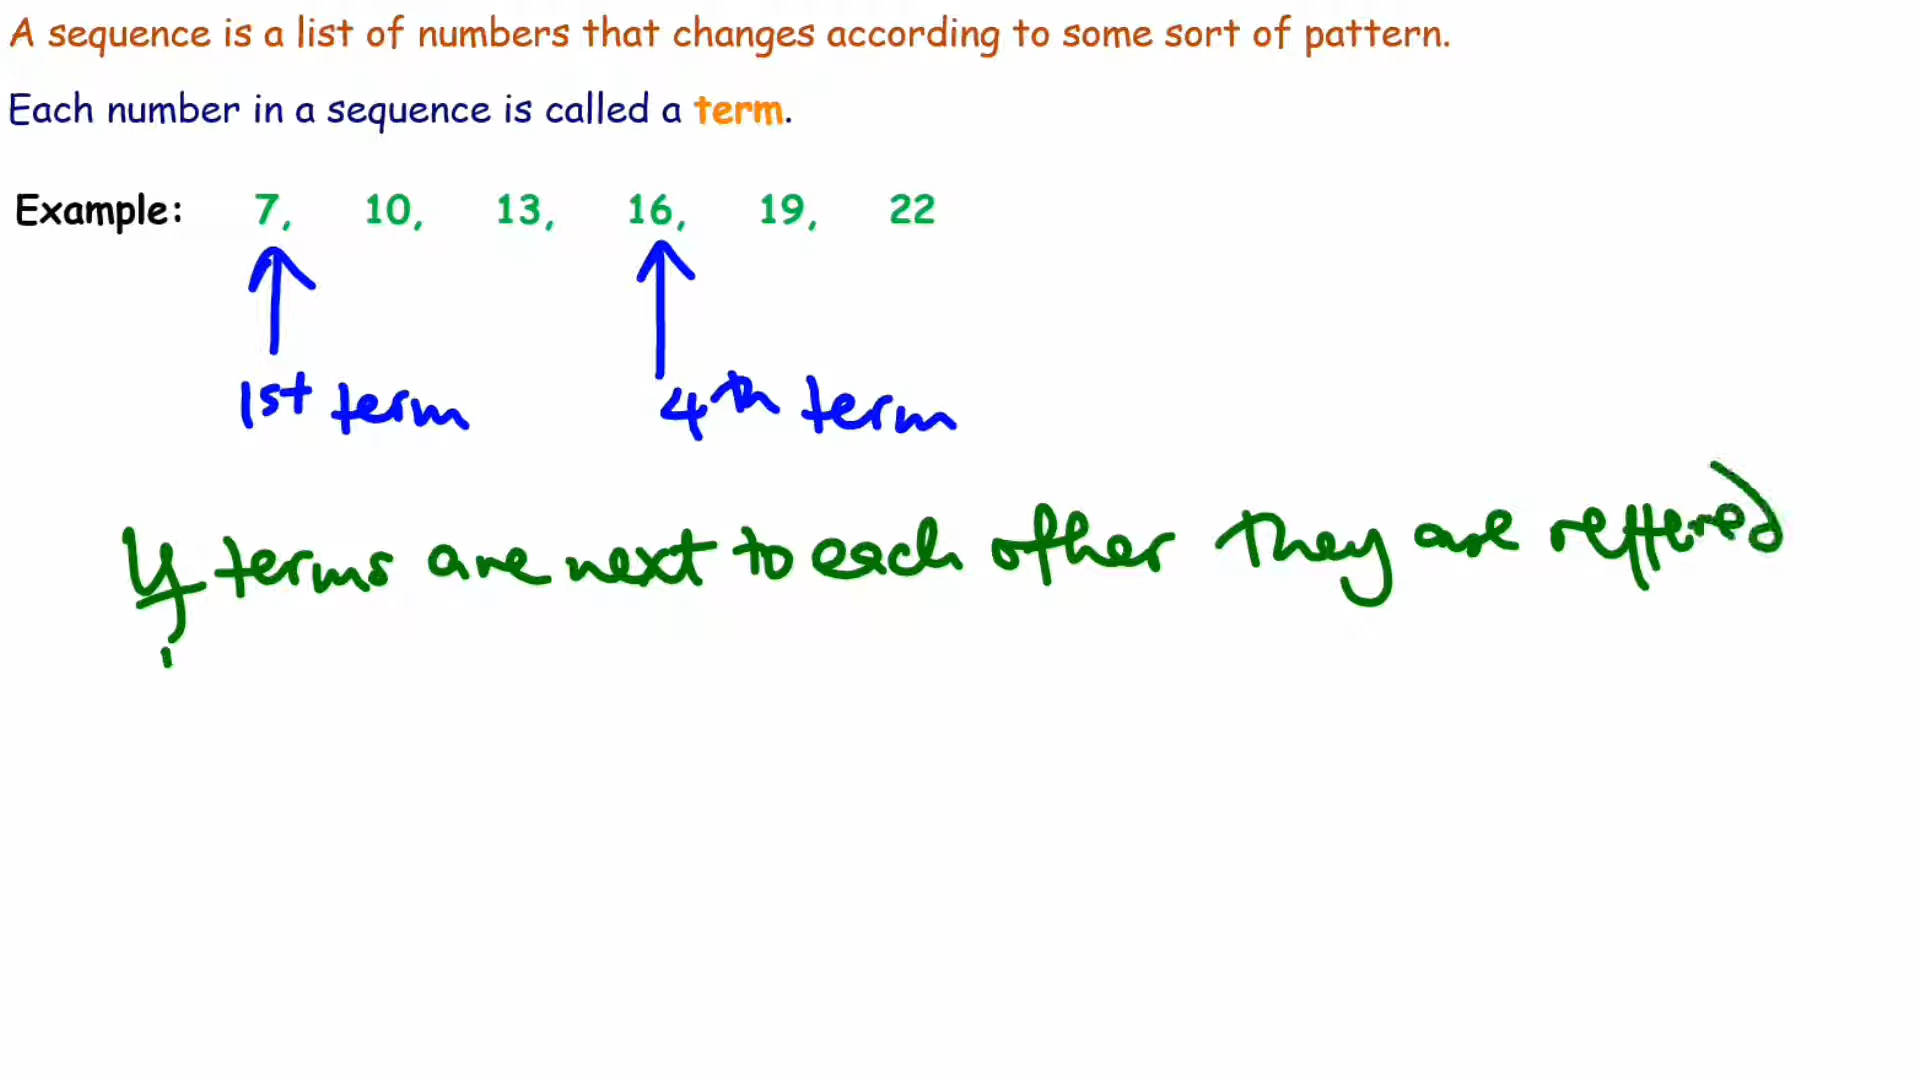 A sequence is a list of numbers that changes according to some sort of pattern.
Each number in a sequence is called a term.
Example: 7, 10, 13, 16, 19, 22
1st term 4th term
If terms are next to each other they are reffered